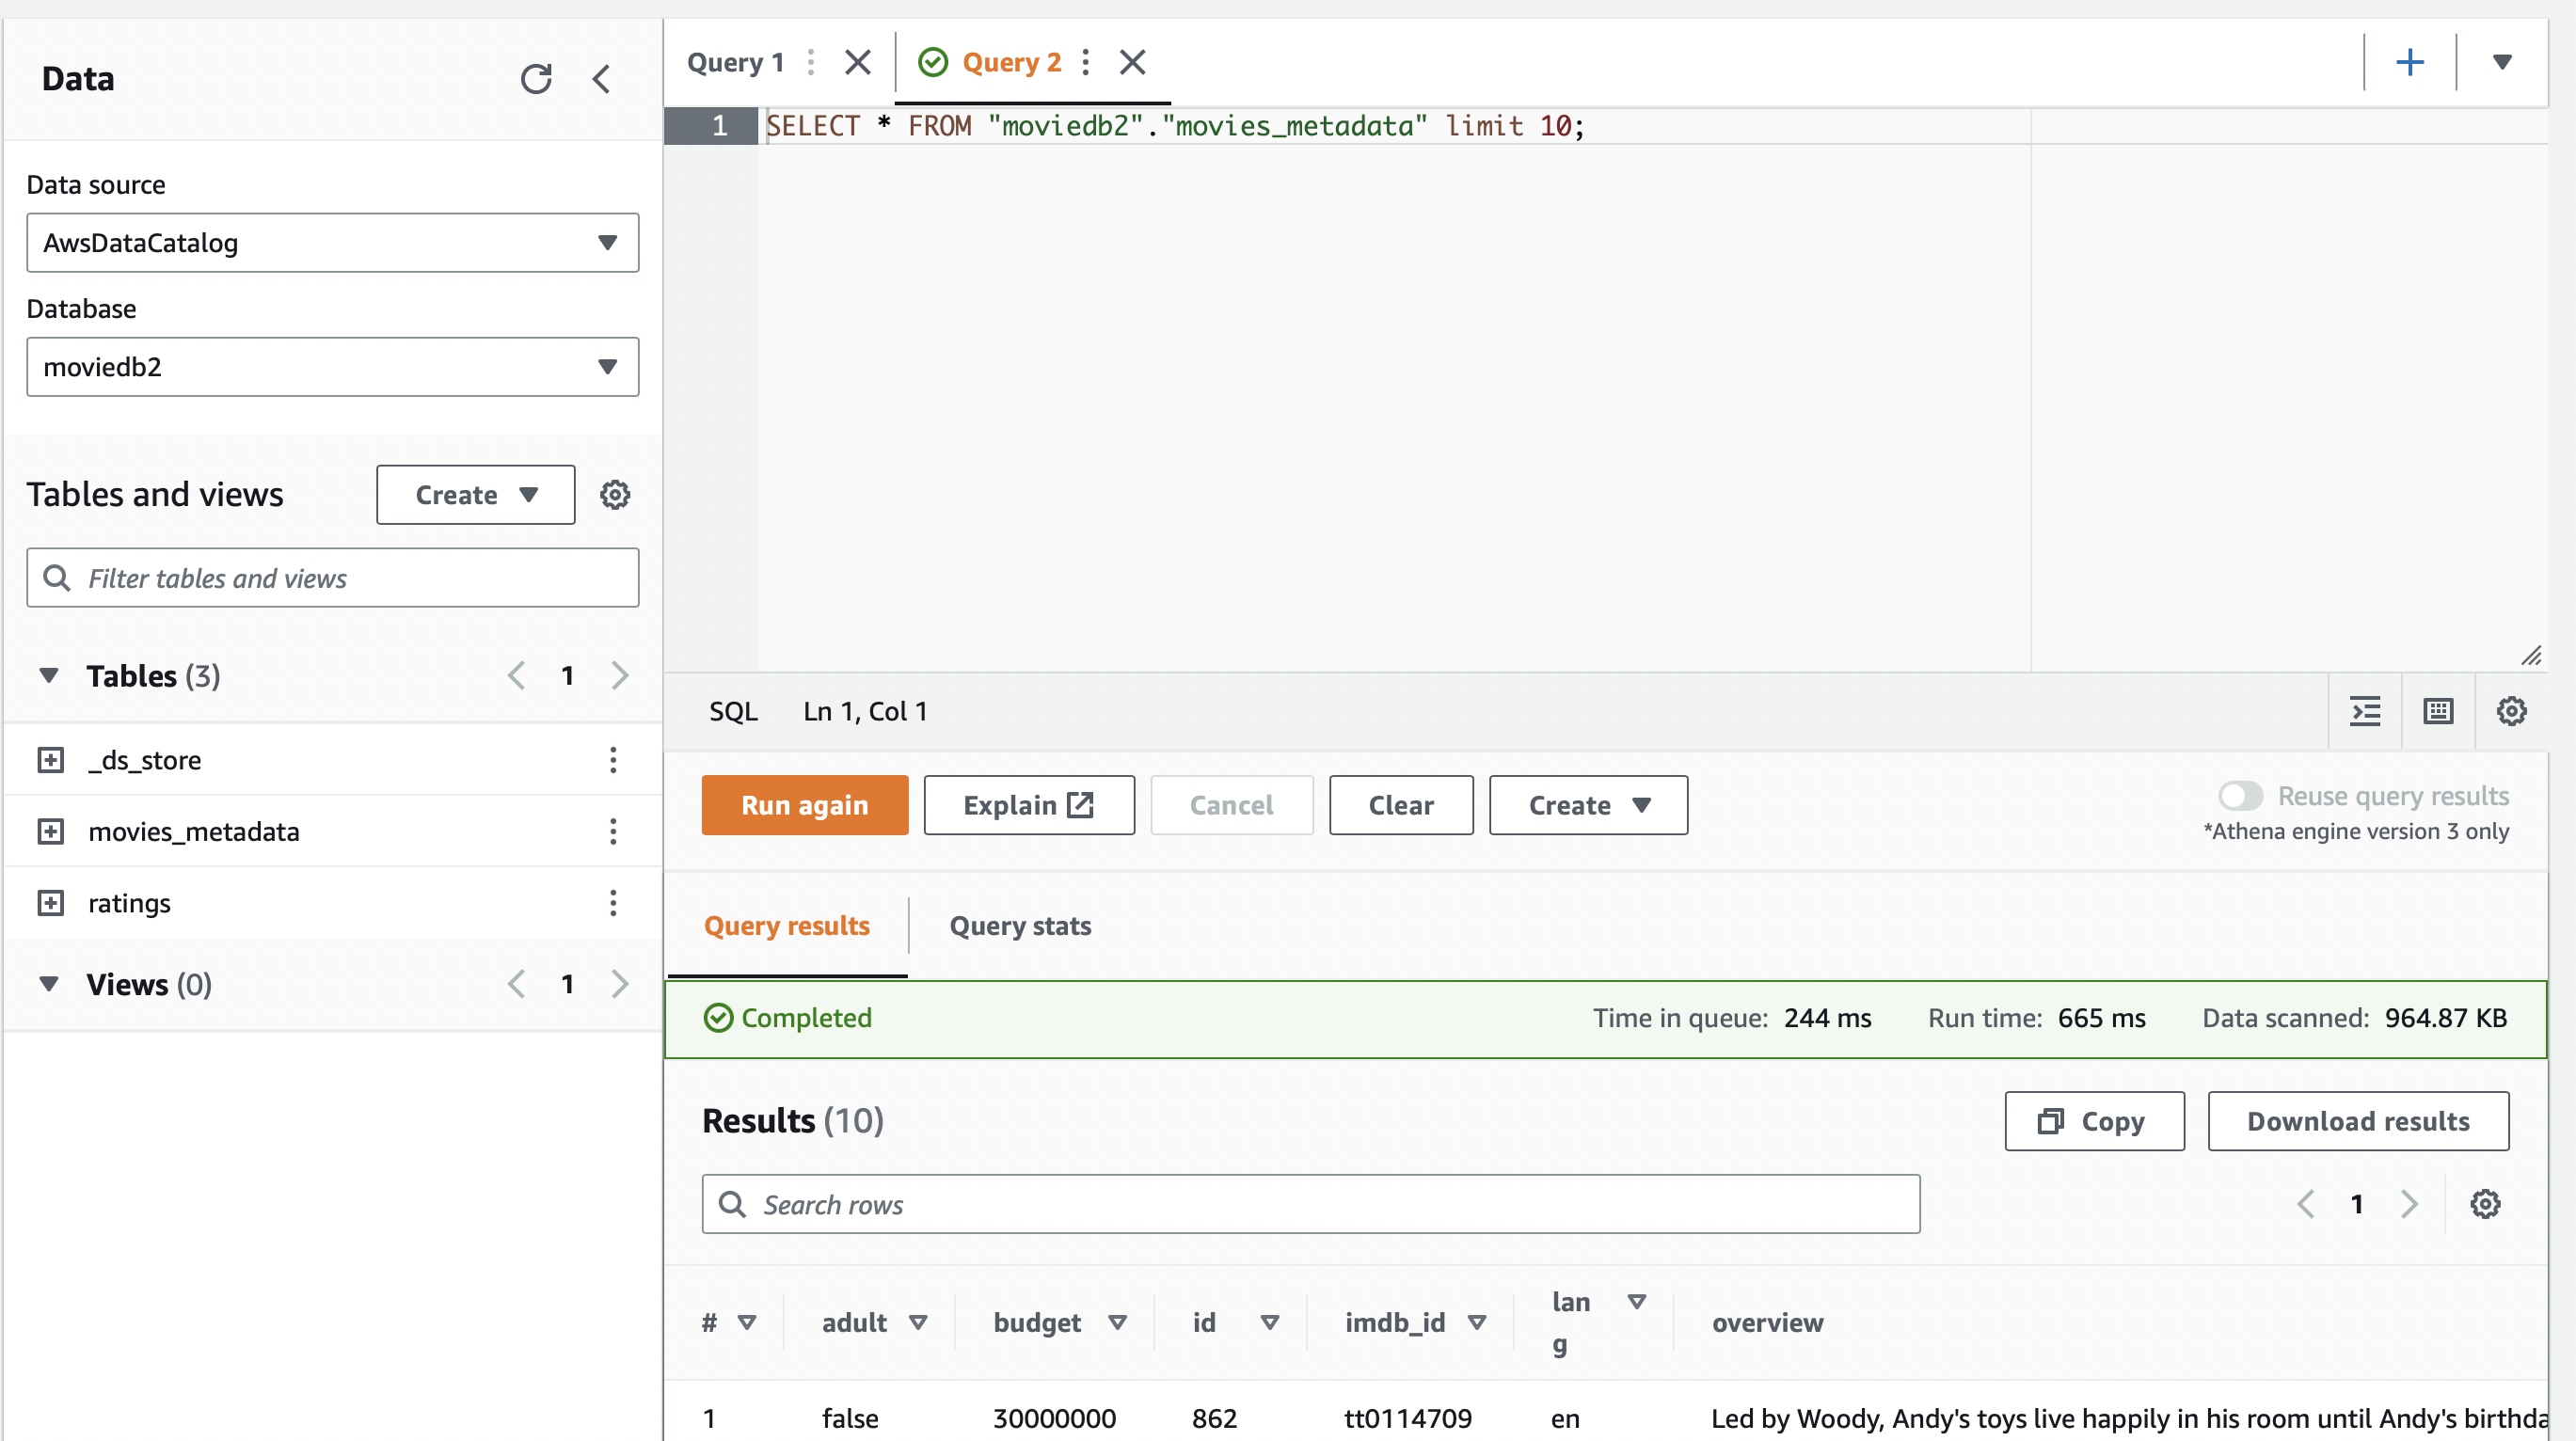 Data
Data source
AwsDataCatalog
Database
moviedb2
Tables and views
Create
Filter tables and views
Tables (3)
1
_ds_store
movies_metadata
ratings
Views (0)
1
Query 1
Query 2
1 SELECT * FROM "moviedb2"."movies_metadata" limit 10;
SQL Ln 1, Col 1
Run again Explain Cancel Clear Create
Reuse query results
*Athena engine version 3 only
Query results Query stats
Completed Time in queue: 244 ms Run time: 665 ms Data scanned: 964.87 KB
Results (10)
Copy Download results
Search rows
1
# adult budget id imdb_id lang overview
1 false 30000000 862 tt0114709 en Led by Woody, Andy's toys live happily in his room until Andy's birthda